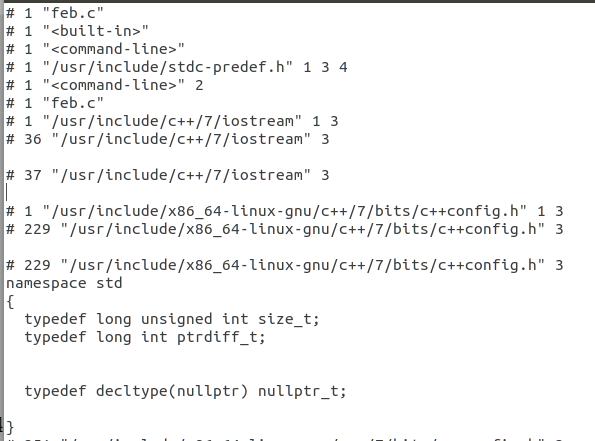 # 1 "feb.c"
# 1 "<built-in>"
# 1 "<command-line>"
# 1 "/usr/include/stdc-predef.h" 1 3 4
# 1 "<command-line>" 2
# 1 "feb.c"
# 1 "/usr/include/c++/7/iostream" 1 3
# 36 "/usr/include/c++/7/iostream" 3
# 37 "/usr/include/c++/7/iostream" 3
# 1 "/usr/include/x86_64-linux-gnu/c++/7/bits/c++config.h" 1 3
# 229 "/usr/include/x86_64-linux-gnu/c++/7/bits/c++config.h" 3
# 229 "/usr/include/x86_64-linux-gnu/c++/7/bits/c++config.h" 3
namespace std
{
  typedef long unsigned int size_t;
  typedef long int ptrdiff_t;
  typedef decltype(nullptr) nullptr_t;
}